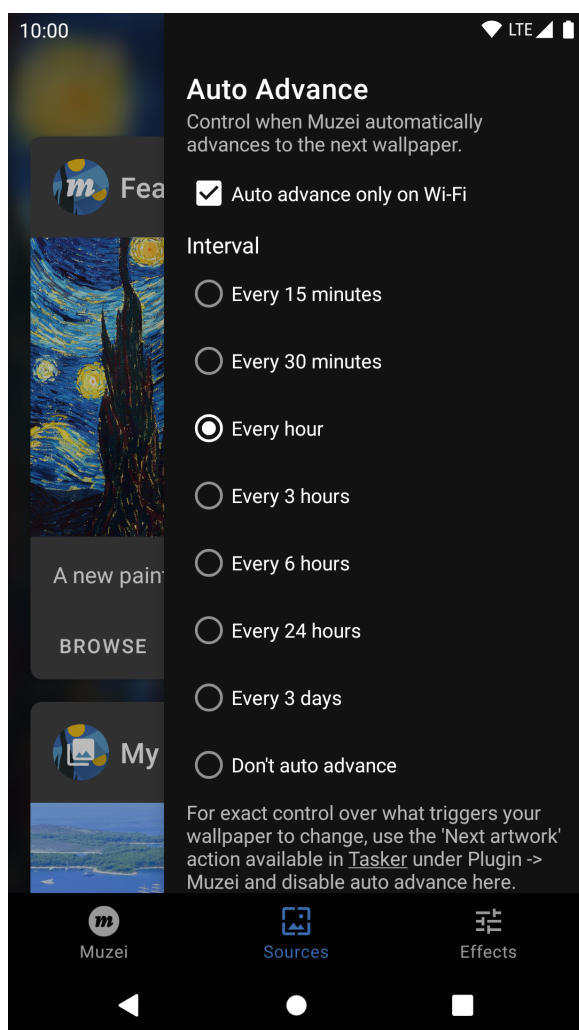 10:00
LTE
Auto Advance
Control when Muzei automatically
advances to the next wallpaper.
Auto advance only on Wi-Fi
Interval
Every 15 minutes
Every 30 minutes
Every hour
Every 3 hours
Every 6 hours
Every 24 hours
Every 3 days
Don't auto advance
For exact control over what triggers your
wallpaper to change, use the 'Next artwork'
action available in Tasker under Plugin ->
Muzei and disable auto advance here.
m Fea
A new pain
BROWSE
My
m
Muzei
Sources
Effects